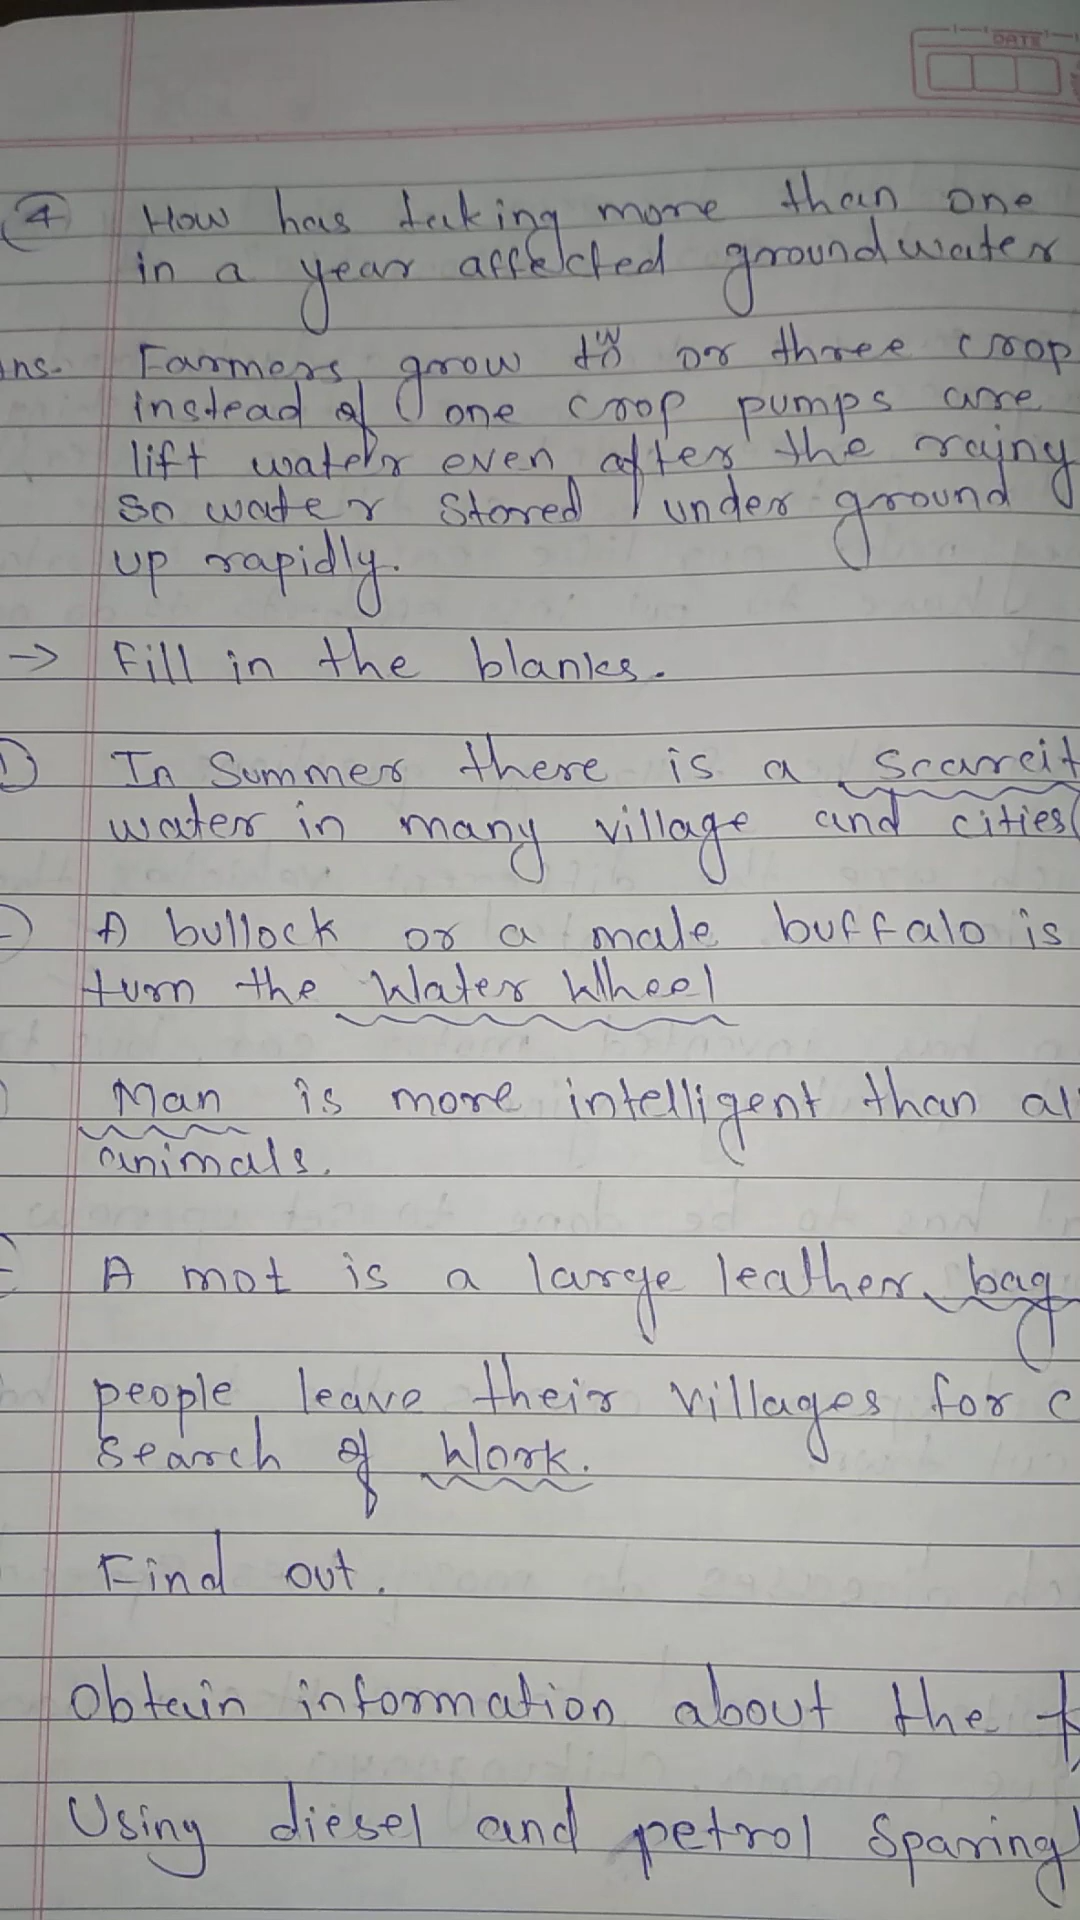 DATE
4 How has taking more than one
in a year affected groundwater
Ans. Farmers grow two or three crop
instead of one crop pumps are
lift water even after the rainy
so water stored under ground
up rapidly.
→ Fill in the blanks.
1) In Summer there is a Scarcit
water in many village and cities
A bullock or a male buffalo is
turn the Water Wheel
Man is more intelligent than al
animals.
A mot is a large leather bag
people leave their villages for
search of Work.
Find out.
Obtain information about the
Using diesel and petrol Sparing